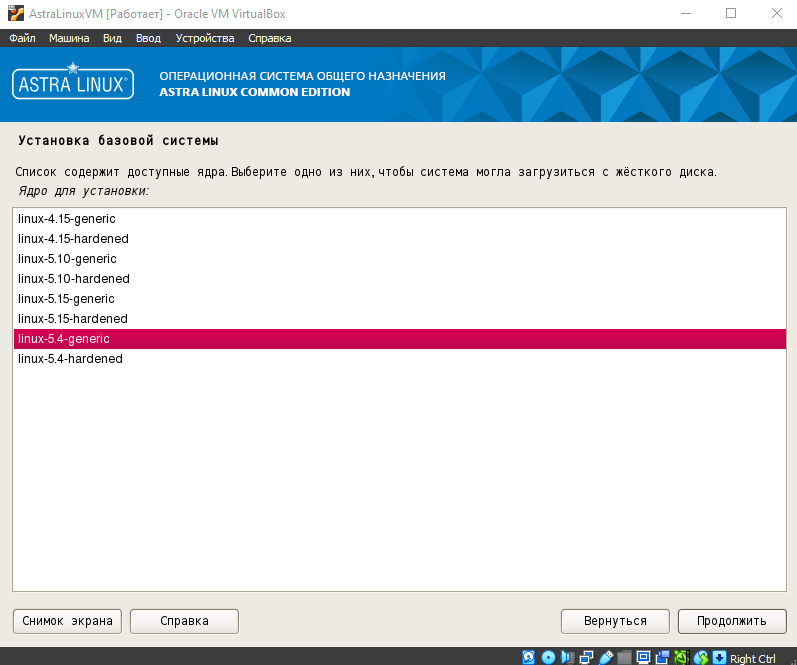 AstraLinuxVM [Работает] - Oracle VM VirtualBox
Файл Машина Вид Ввод Устройства Справка
ASTRA LINUX®
ОПЕРАЦИОННАЯ СИСТЕМА ОБЩЕГО НАЗНАЧЕНИЯ
ASTRA LINUX COMMON EDITION
Установка базовой системы
Список содержит доступные ядра. Выберите одно из них, чтобы система могла загрузиться с жёсткого диска.
Ядро для установки:
linux-4.15-generic
linux-4.15-hardened
linux-5.10-generic
linux-5.10-hardened
linux-5.15-generic
linux-5.15-hardened
linux-5.4-generic
linux-5.4-hardened
Снимок экрана Справка Вернуться Продолжить
Right Ctrl